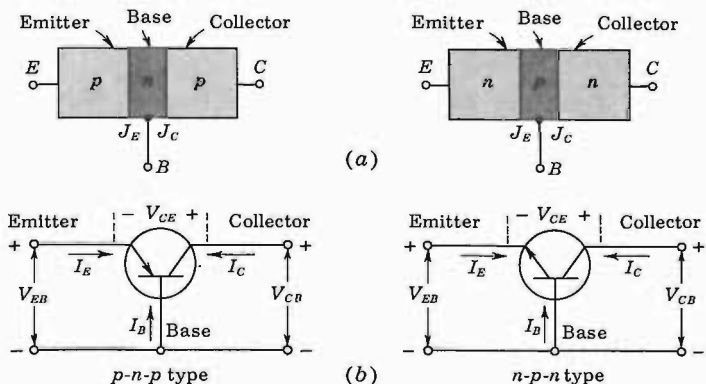 Emitter Base Collector
E p n p C
J_E J_C
B
Emitter Base Collector
E n p n C
J_E J_C
B
(a)
Emitter - V_CE + Collector
+ I_E I_C +
V_EB V_CB
I_B Base
- -
p-n-p type
Emitter - V_CE + Collector
+ I_E I_C +
V_EB V_CB
I_B Base
- -
n-p-n type
(b)